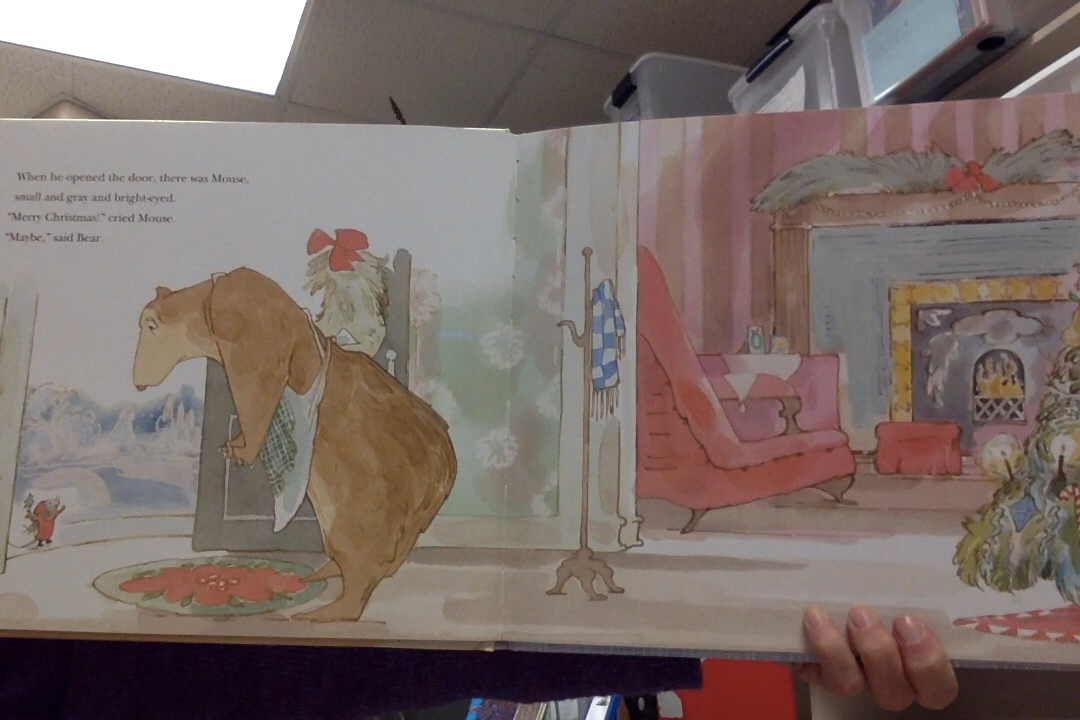 When he opened the door, there was Mouse,
small and gray and bright-eyed.
"Merry Christmas!" cried Mouse.
"Maybe," said Bear.